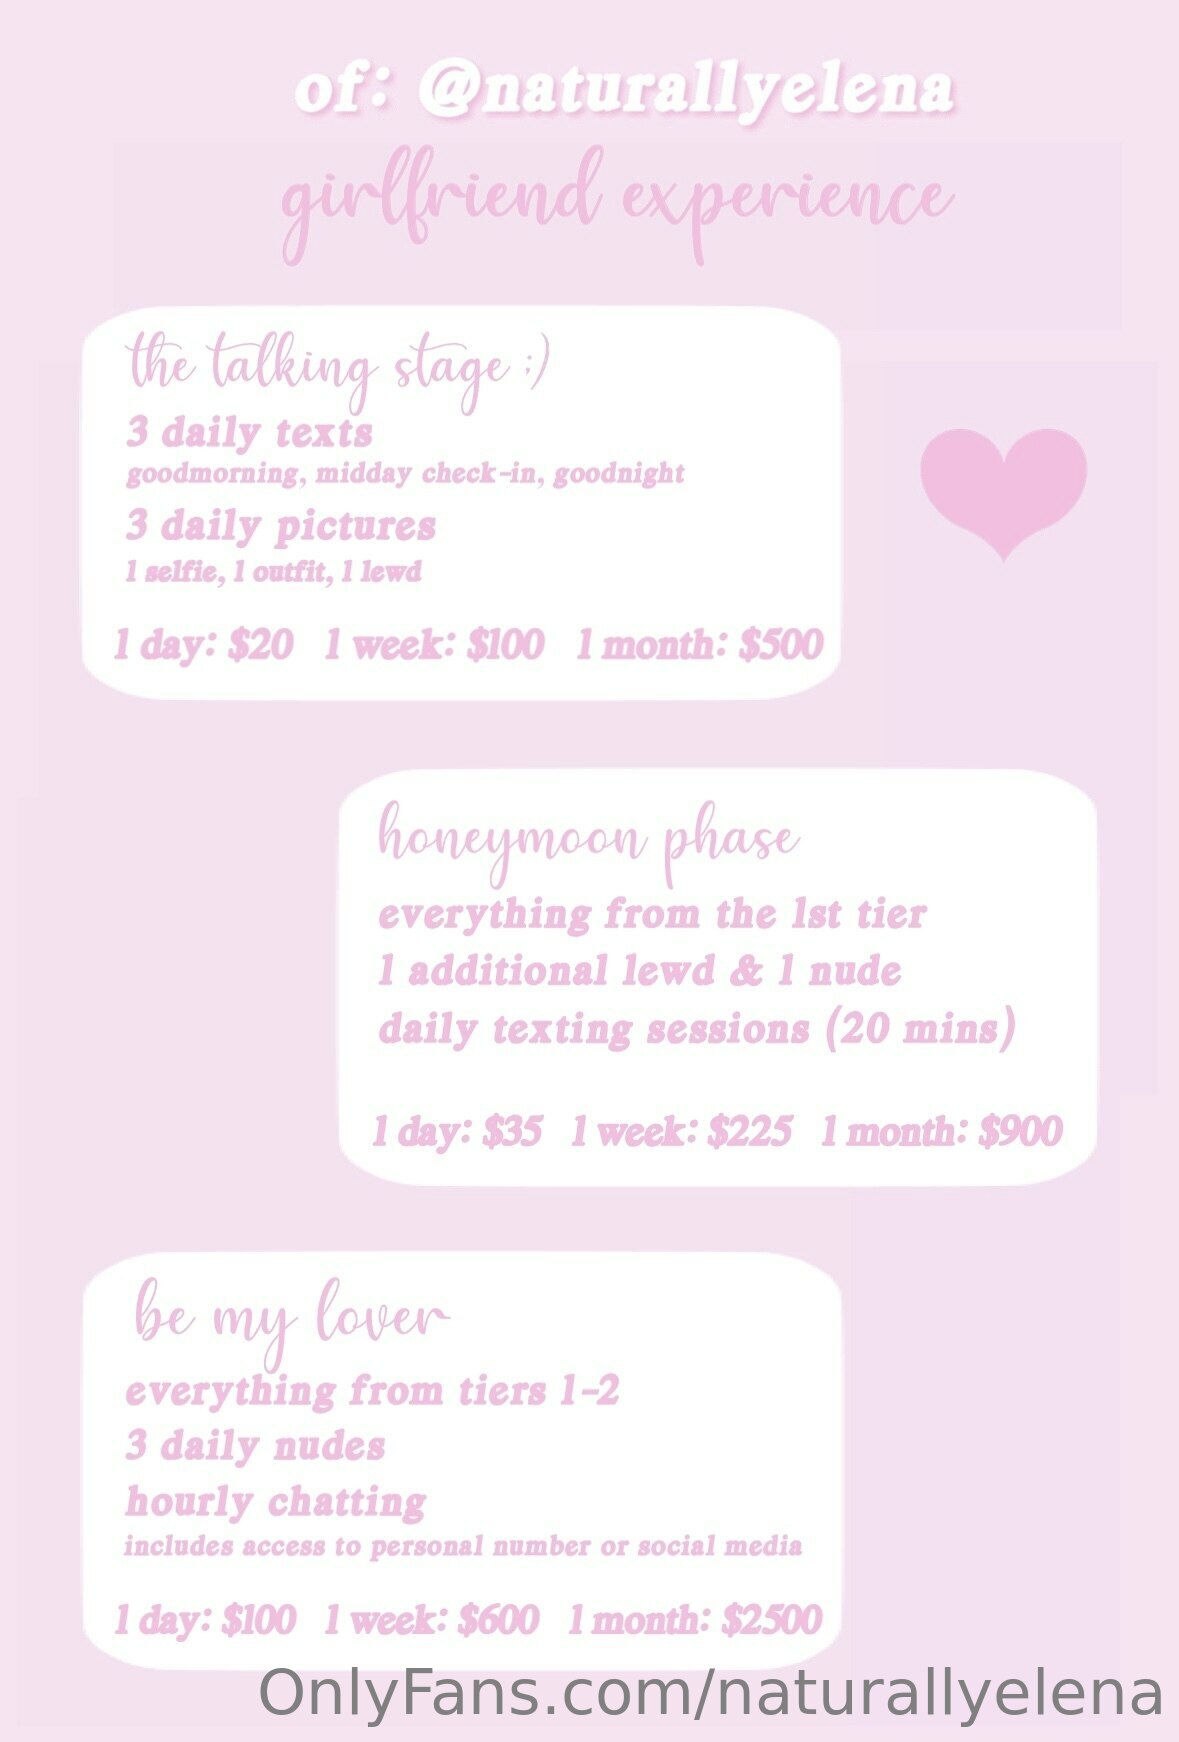 of: @naturallyelena
girlfriend experience
the talking stage ;)
3 daily texts
goodmorning, midday check-in, goodnight
3 daily pictures
1 selfie, 1 outfit, 1 lewd
1 day: $20 1 week: $100 1 month: $500
honeymoon phase
everything from the 1st tier
1 additional lewd & 1 nude
daily texting sessions (20 mins)
1 day: $35 1 week: $225 1 month: $900
be my lover
everything from tiers 1-2
3 daily nudes
hourly chatting
includes access to personal number or social media
1 day: $100 1 week: $600 1 month: $2500
OnlyFans.com/naturallyelena